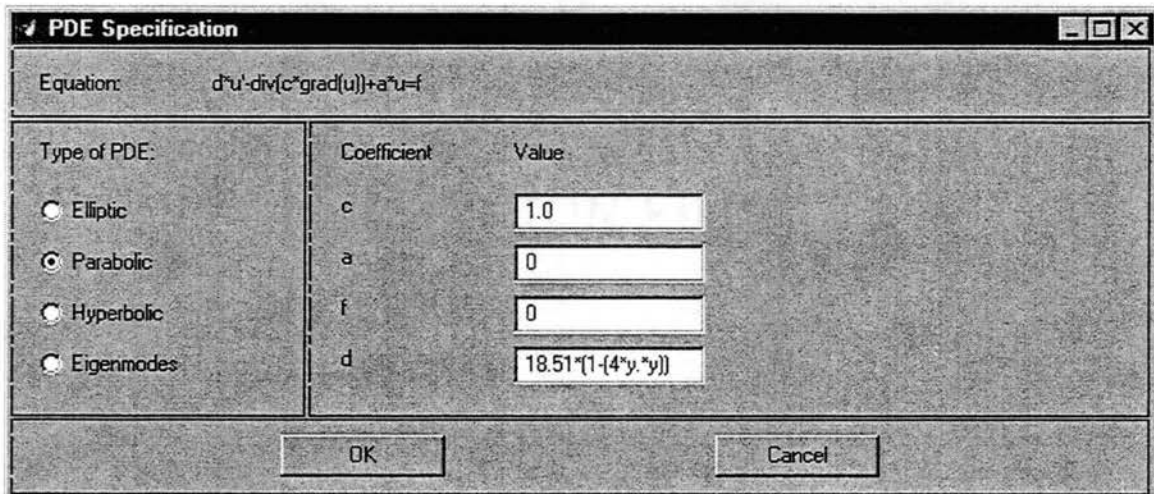 PDE Specification
Equation: d*u'-div(c*grad(u))+a*u=f
Type of PDE: Coefficient Value
Elliptic c 1.0
Parabolic a 0
Hyperbolic f 0
Eigenmodes d 18.51*(1-(4*y.*y))
OK Cancel